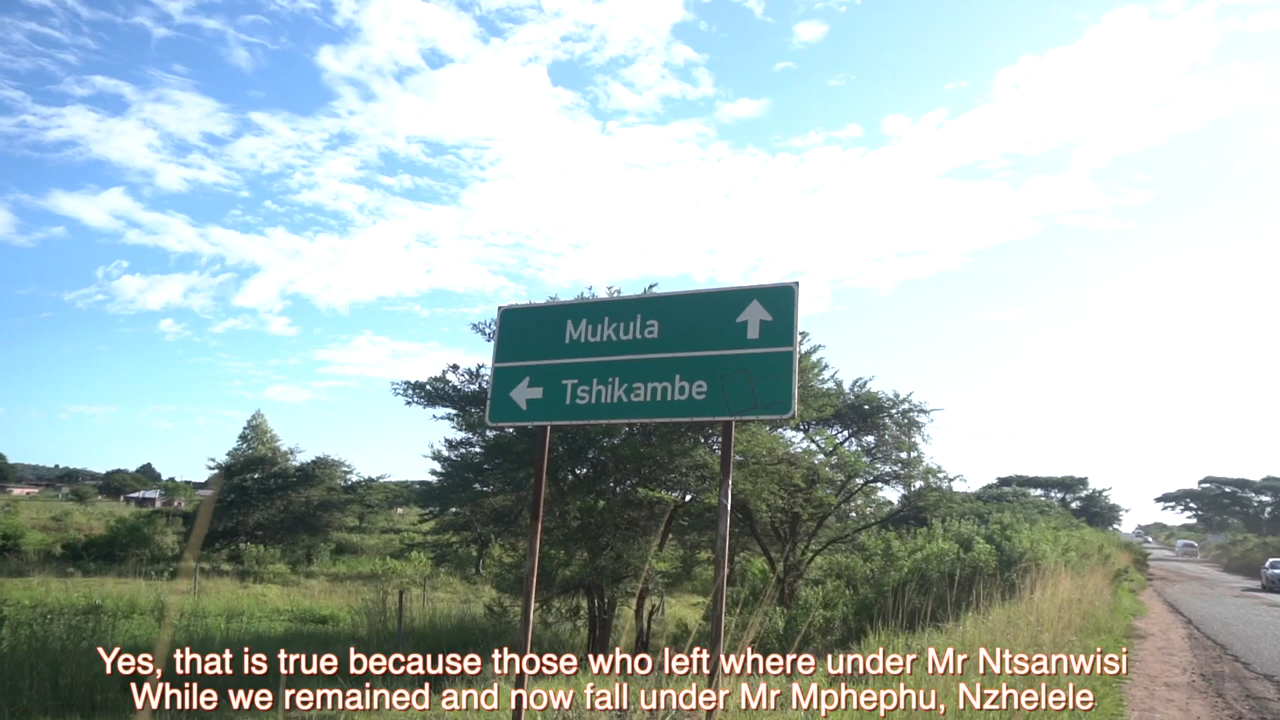 Mukula
Tshikambe
Yes, that is true because those who left where under Mr Ntsanwisi
While we remained and now fall under Mr Mphephu, Nzhelele